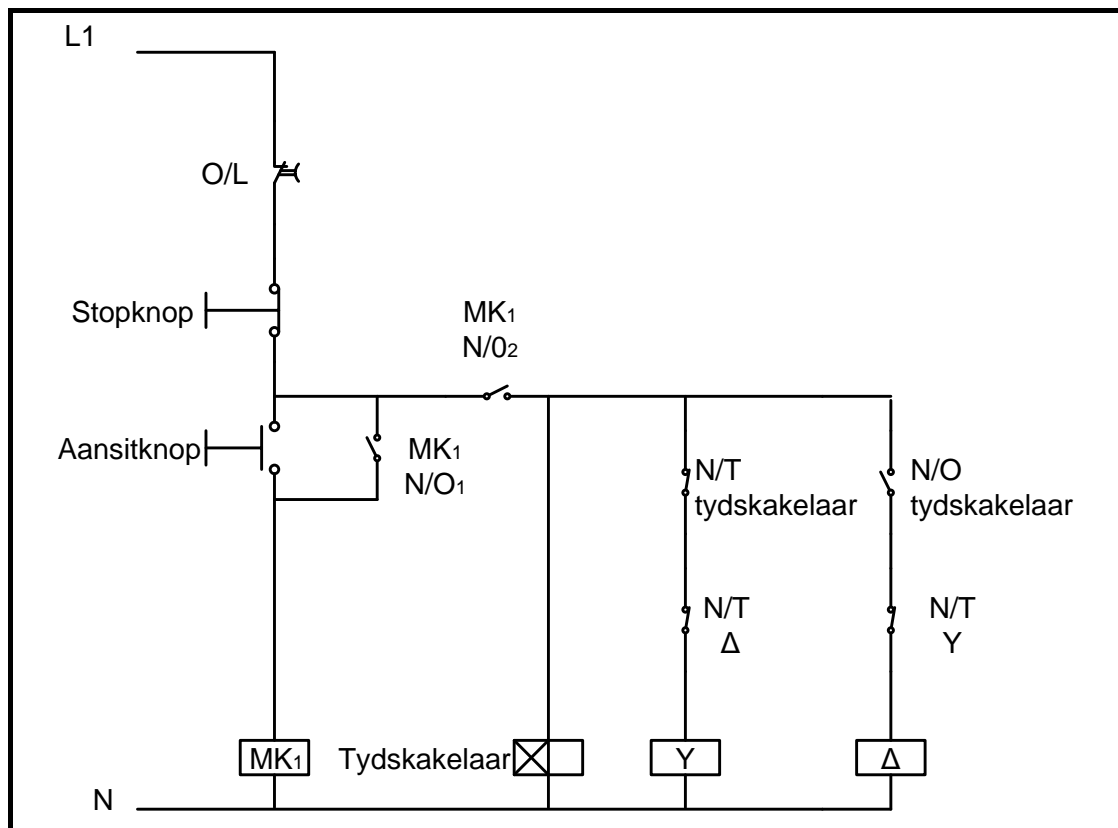 L1
O/L
Stopknop
MK1
N/02
Aansitknop
MK1
N/O1
N/T
tydskakelaar
N/O
tydskakelaar
N/T
Δ
N/T
Y
MK1
Tydskakelaar
Y
Δ
N